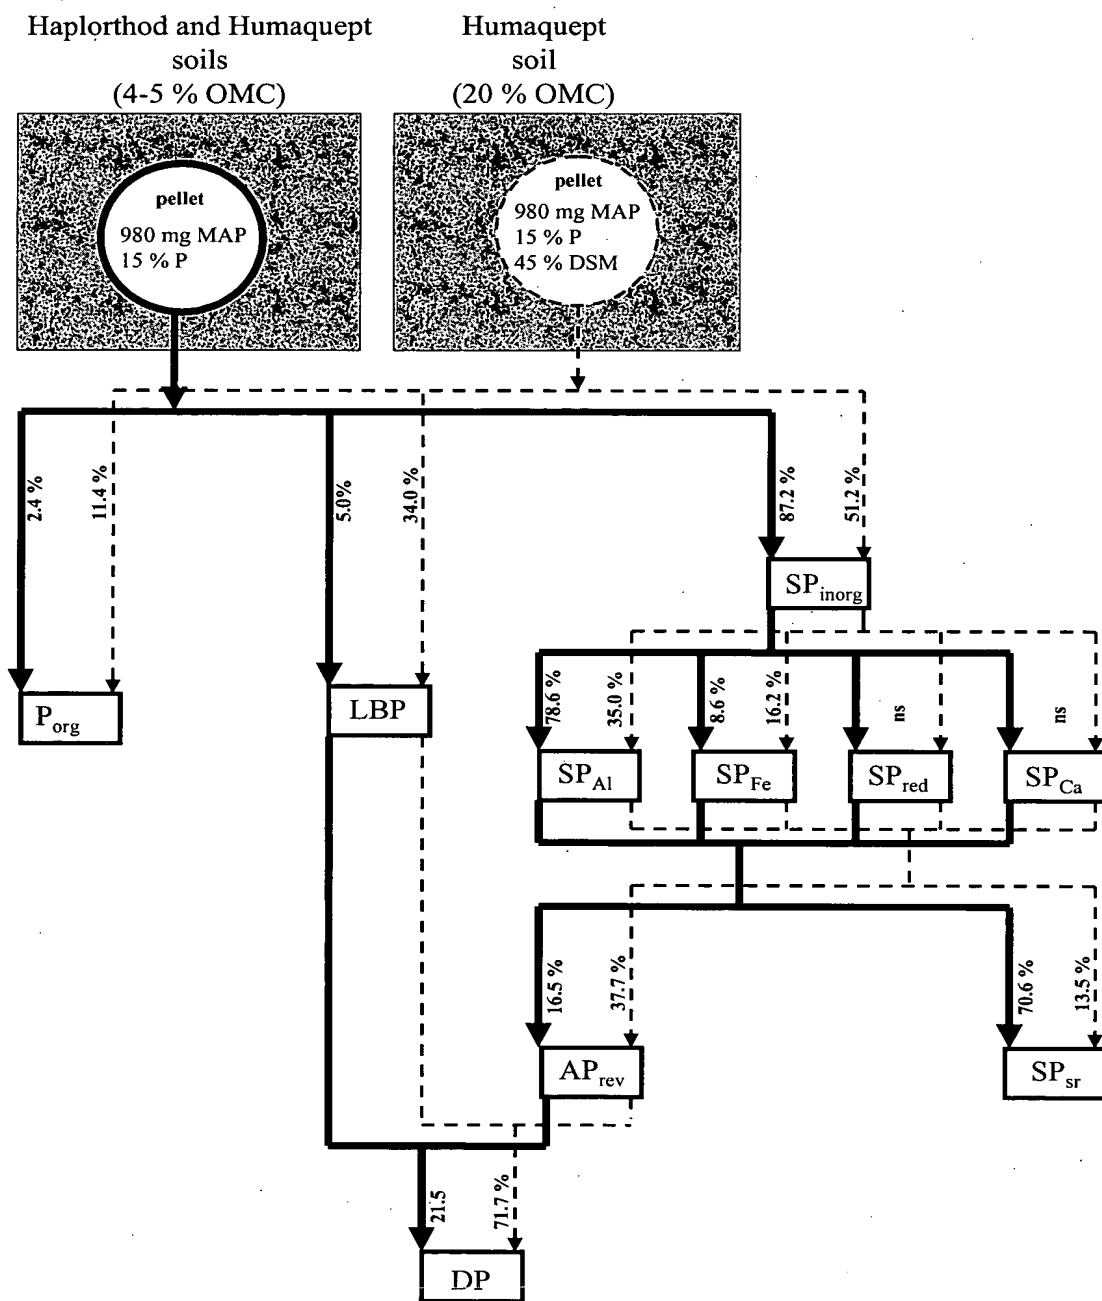 Haplorthod and Humaquept
soils
(4-5 % OMC)
Humaquept
soil
(20 % OMC)
pellet
980 mg MAP
15 % P
pellet
980 mg MAP
15 % P
45 % DSM
2.4 %
11.4 %
5.0%
34.0 %
87.2 %
51.2 %
SPinorg
Porg
LBP
78.6 %
35.0 %
8.6 %
16.2 %
ns
ns
SPAl
SPFe
SPred
SPCa
16.5 %
37.7 %
70.6 %
13.5 %
APrev
SPsr
21.5
71.7 %
DP